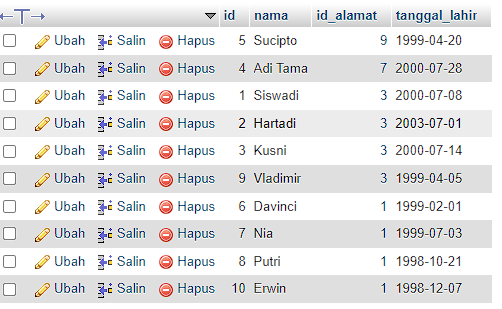 id nama id_alamat tanggal_lahir
Ubah Salin Hapus 5 Sucipto 9 1999-04-20
Ubah Salin Hapus 4 Adi Tama 7 2000-07-28
Ubah Salin Hapus 1 Siswadi 3 2000-07-08
Ubah Salin Hapus 2 Hartadi 3 2003-07-01
Ubah Salin Hapus 3 Kusni 3 2000-07-14
Ubah Salin Hapus 9 Vladimir 3 1999-04-05
Ubah Salin Hapus 6 Davinci 1 1999-02-01
Ubah Salin Hapus 7 Nia 1 1999-07-03
Ubah Salin Hapus 8 Putri 1 1998-10-21
Ubah Salin Hapus 10 Erwin 1 1998-12-07